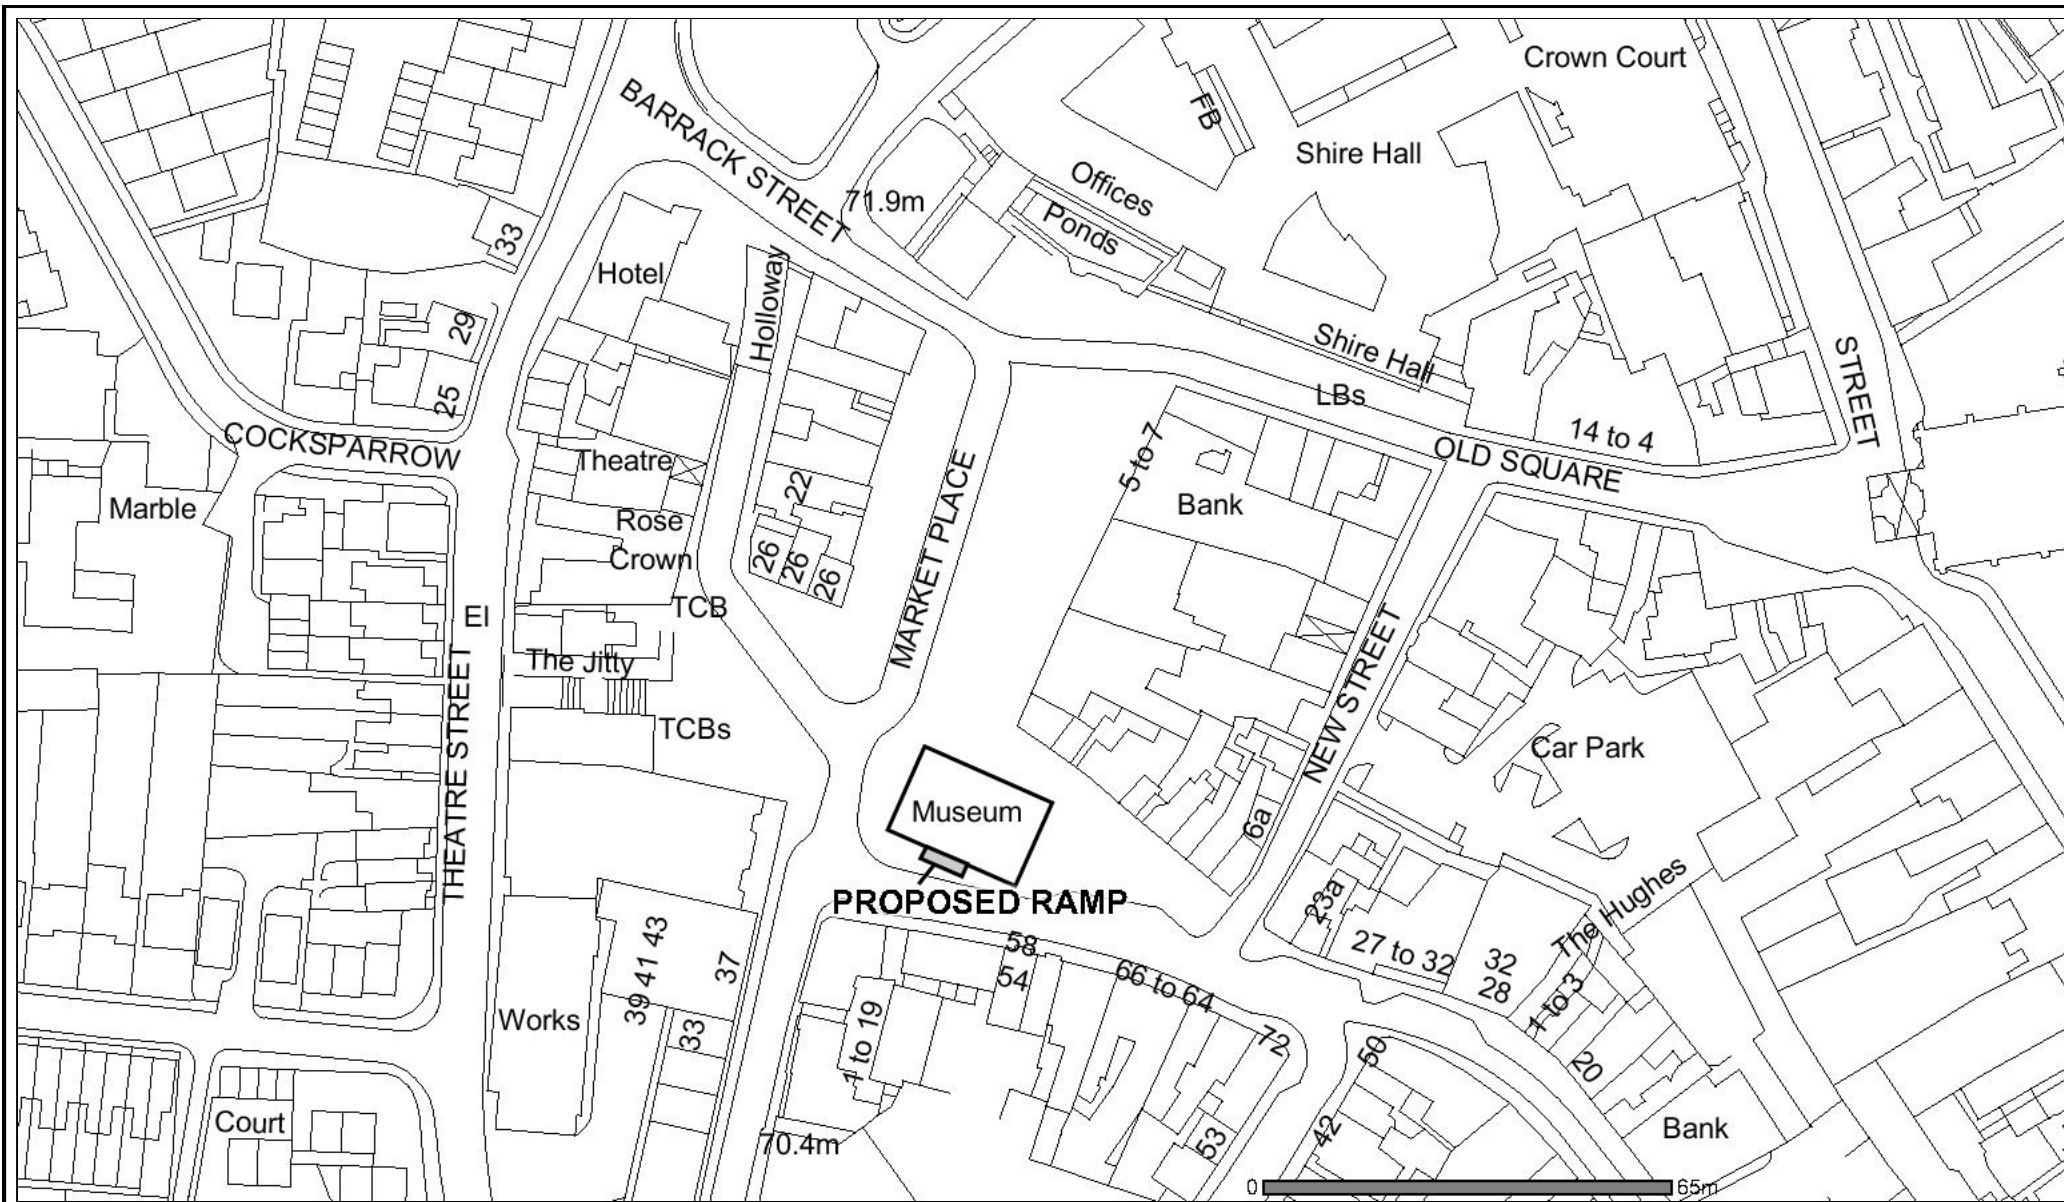 Crown Court
BARRACK STREET
FB
Shire Hall
Offices
71.9m
Ponds
33
Hotel
Holloway
29
Shire Hall
STREET
25
LBs
COCKSPARROW
5 to 7
14 to 4
OLD SQUARE
Theatre
22
Marble
Bank
Rose
Crown
26
26
26
MARKET PLACE
TCB
El
The Jitty
NEW STREET
THEATRE STREET
TCBs
Car Park
Museum
6a
PROPOSED RAMP
23a
The Hughes
39 41 43
37
58
54
66 to 64
27 to 32
32
28
1 to 3
Works
33
1 to 19
72
50
20
Court
70.4m
53
42
Bank
0
65m